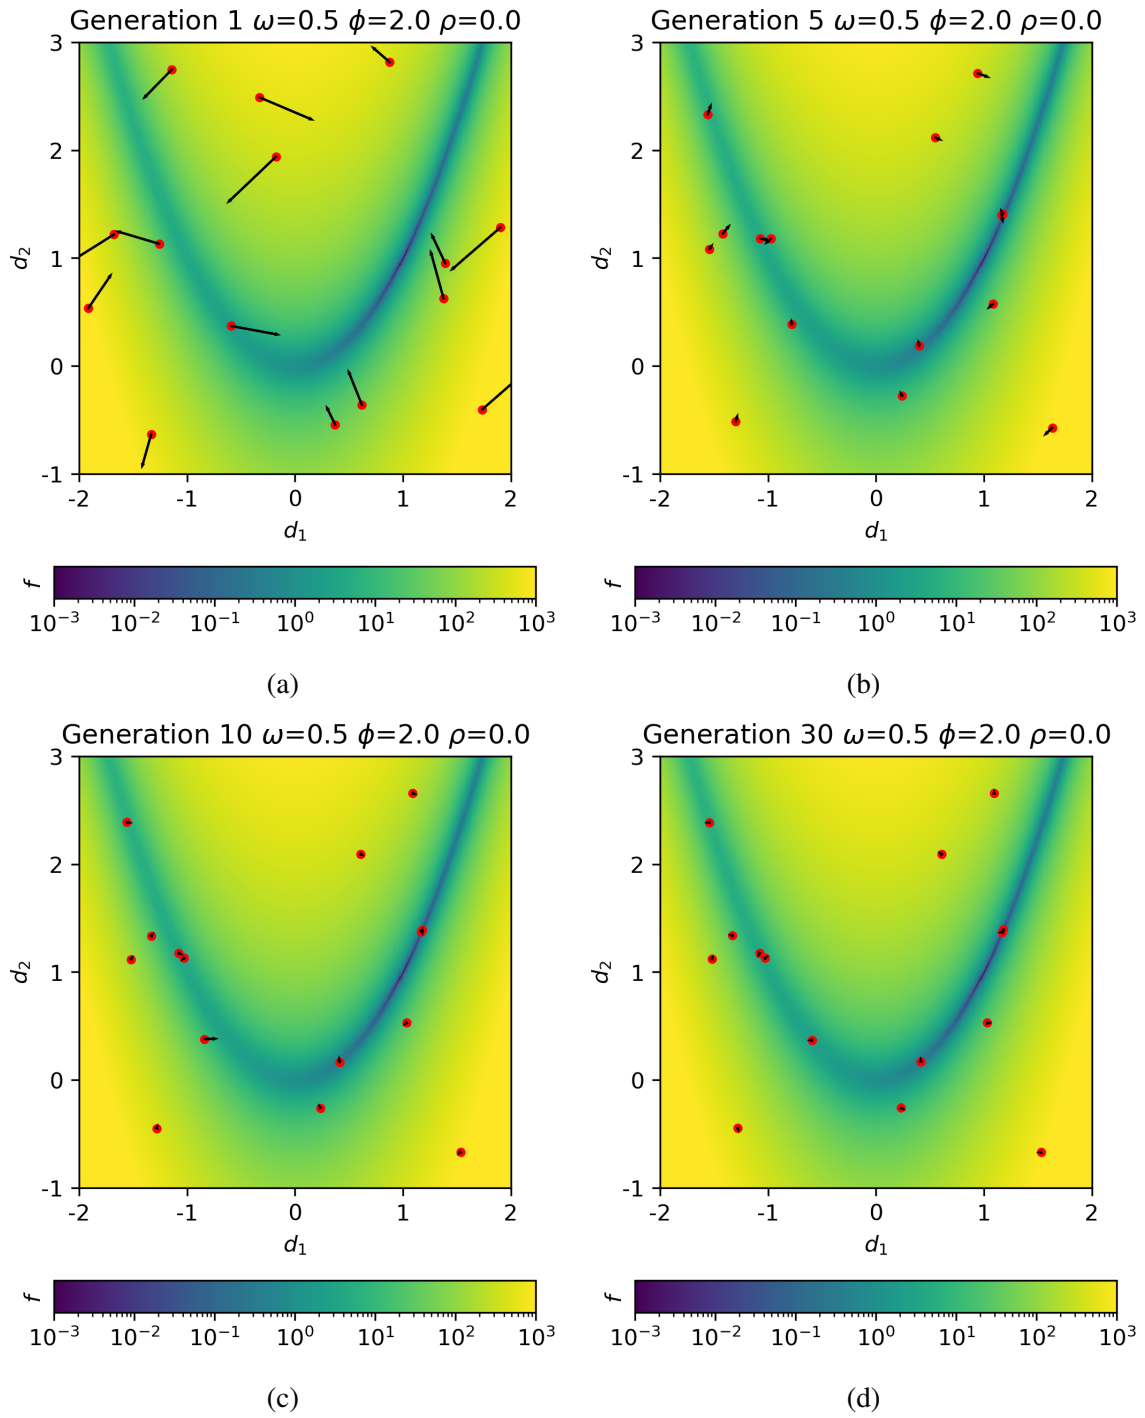 Generation 1 ω=0.5 ϕ=2.0 ρ=0.0
Generation 5 ω=0.5 ϕ=2.0 ρ=0.0
3
2
1
0
-1
d₂
-2 -1 0 1 2
d₁
3
2
1
0
-1
d₂
-2 -1 0 1 2
d₁
f
10⁻³ 10⁻² 10⁻¹ 10⁰ 10¹ 10² 10³
f
10⁻³ 10⁻² 10⁻¹ 10⁰ 10¹ 10² 10³
(a)
(b)
Generation 10 ω=0.5 ϕ=2.0 ρ=0.0
Generation 30 ω=0.5 ϕ=2.0 ρ=0.0
3
2
1
0
-1
d₂
-2 -1 0 1 2
d₁
3
2
1
0
-1
d₂
-2 -1 0 1 2
d₁
f
10⁻³ 10⁻² 10⁻¹ 10⁰ 10¹ 10² 10³
f
10⁻³ 10⁻² 10⁻¹ 10⁰ 10¹ 10² 10³
(c)
(d)